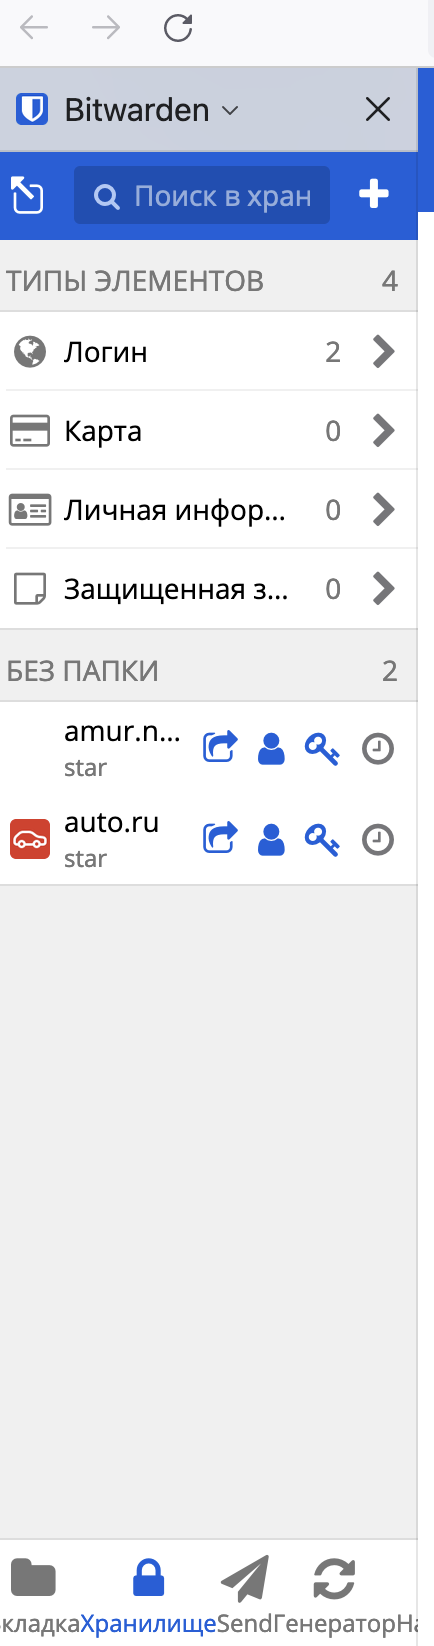 Bitwarden
Поиск в хран
ТИПЫ ЭЛЕМЕНТОВ 4
Логин 2
Карта 0
Личная инфор... 0
Защищенная з... 0
БЕЗ ПАПКИ 2
amur.n...
star
auto.ru
star
кладка Хранилище Send Генератор На